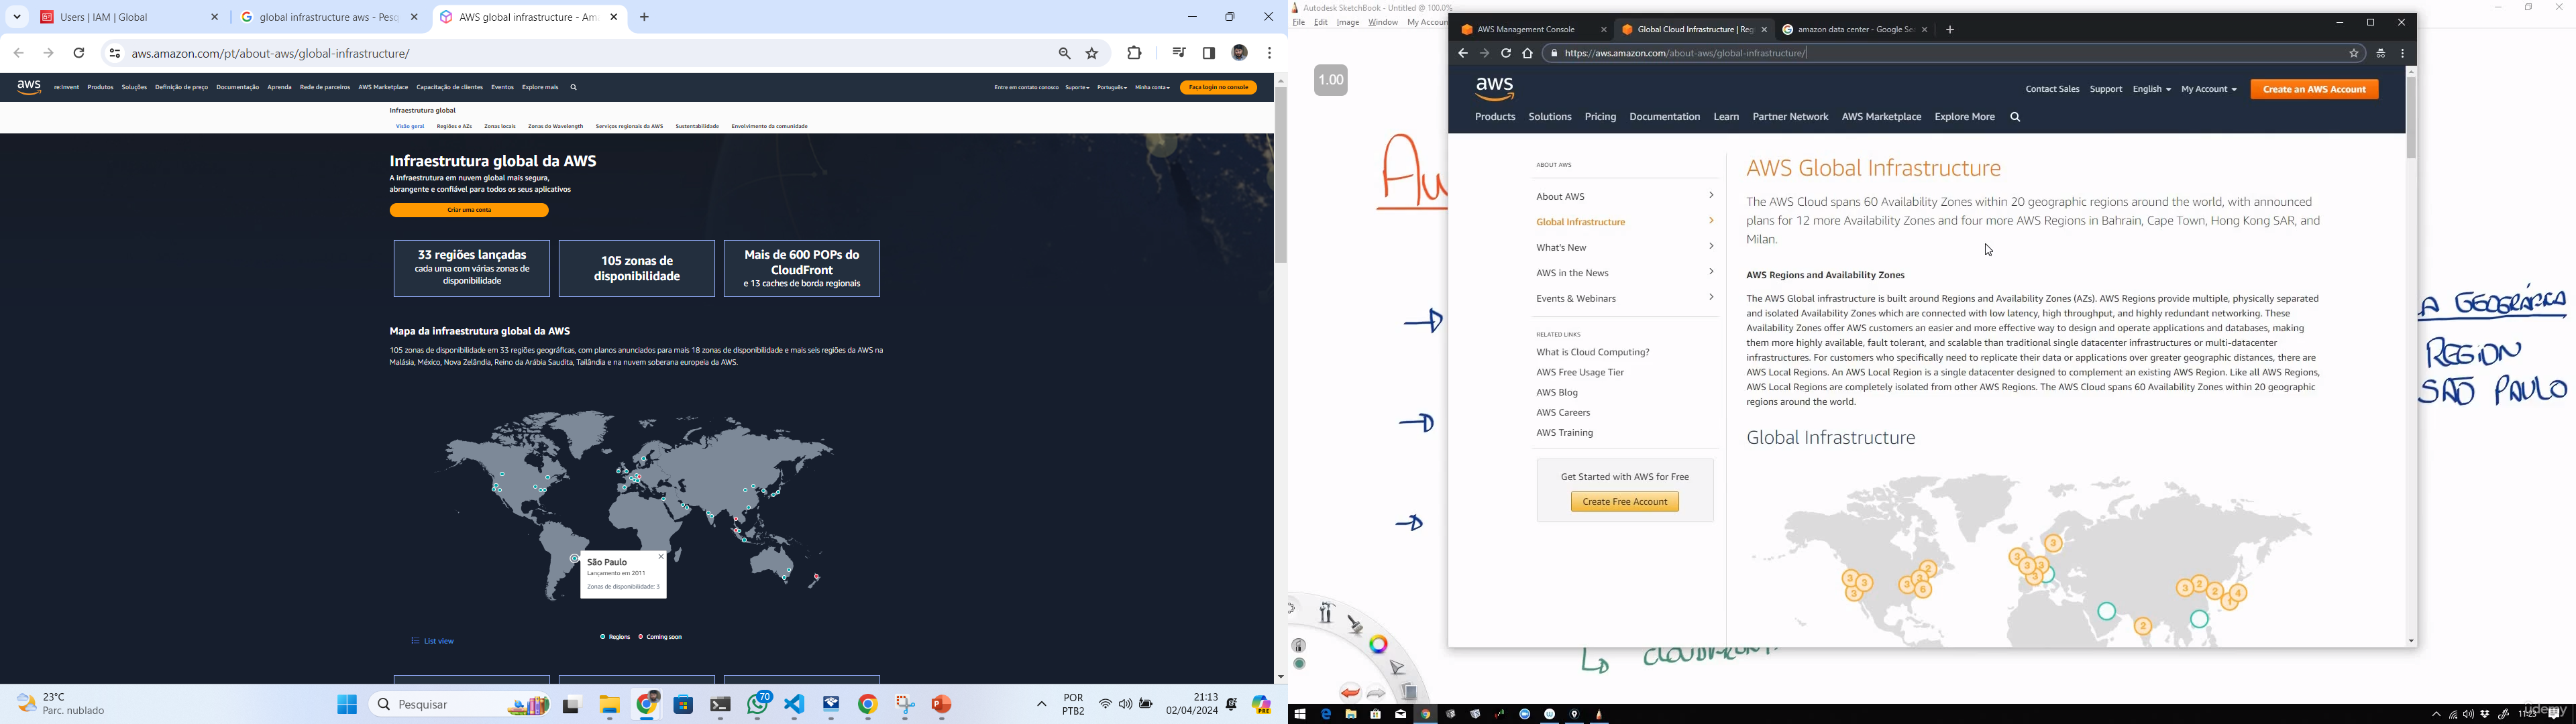 Users | IAM | Global
global infrastructure aws - Pesq
AWS global infrastructure - Am
aws.amazon.com/pt/about-aws/global-infrastructure/
aws
re:Invent Produtos Soluções Definição de preço Documentação Aprenda Rede de parceiros AWS Marketplace Capacitação de clientes Eventos Explore mais
Entre em contato conosco Suporte Português Minha conta Faça login no console
Infraestrutura global
Visão geral Regiões e AZs Zonas locais Zonas do Wavelength Serviços regionais da AWS Sustentabilidade Envolvimento da comunidade
Infraestrutura global da AWS
A infraestrutura em nuvem global mais segura,
abrangente e confiável para todos os seus aplicativos
Criar uma conta
33 regiões lançadas
cada uma com várias zonas de
disponibilidade
105 zonas de
disponibilidade
Mais de 600 POPs do
CloudFront
e 13 caches de borda regionais
Mapa da infraestrutura global da AWS
105 zonas de disponibilidade em 33 regiões geográficas, com planos anunciados para mais 18 zonas de disponibilidade e mais seis regiões da AWS na
Malásia, México, Nova Zelândia, Reino da Arábia Saudita, Tailândia e na nuvem soberana europeia da AWS.
São Paulo
Lançamento em 2011
Zonas de disponibilidade: 3
List view
Regions Coming soon
23°C
Parc. nublado
Pesquisar
70
POR
PTB2
21:13
02/04/2024
Autodesk SketchBook - Untitled @ 100.0%
File Edit Image Window My Accoun
1.00
AWS Management Console
Global Cloud Infrastructure | Reg
amazon data center - Google Se
https://aws.amazon.com/about-aws/global-infrastructure/
aws
Contact Sales Support English My Account Create an AWS Account
Products Solutions Pricing Documentation Learn Partner Network AWS Marketplace Explore More
ABOUT AWS
About AWS
Global Infrastructure
What's New
AWS in the News
Events & Webinars
RELATED LINKS
What is Cloud Computing?
AWS Free Usage Tier
AWS Blog
AWS Careers
AWS Training
Get Started with AWS for Free
Create Free Account
AWS Global Infrastructure
The AWS Cloud spans 60 Availability Zones within 20 geographic regions around the world, with announced
plans for 12 more Availability Zones and four more AWS Regions in Bahrain, Cape Town, Hong Kong SAR, and
Milan.
AWS Regions and Availability Zones
The AWS Global infrastructure is built around Regions and Availability Zones (AZs). AWS Regions provide multiple, physically separated
and isolated Availability Zones which are connected with low latency, high throughput, and highly redundant networking. These
Availability Zones offer AWS customers an easier and more effective way to design and operate applications and databases, making
them more highly available, fault tolerant, and scalable than traditional single datacenter infrastructures or multi-datacenter
infrastructures. For customers who specifically need to replicate their data or applications over greater geographic distances, there are
AWS Local Regions. An AWS Local Region is a single datacenter designed to complement an existing AWS Region. Like all AWS Regions,
AWS Local Regions are completely isolated from other AWS Regions. The AWS Cloud spans 60 Availability Zones within 20 geographic
regions around the world.
Global Infrastructure
A GEOGRÁFICA
REGION
SÃO PAULO
CLOUDFRONT
udemy